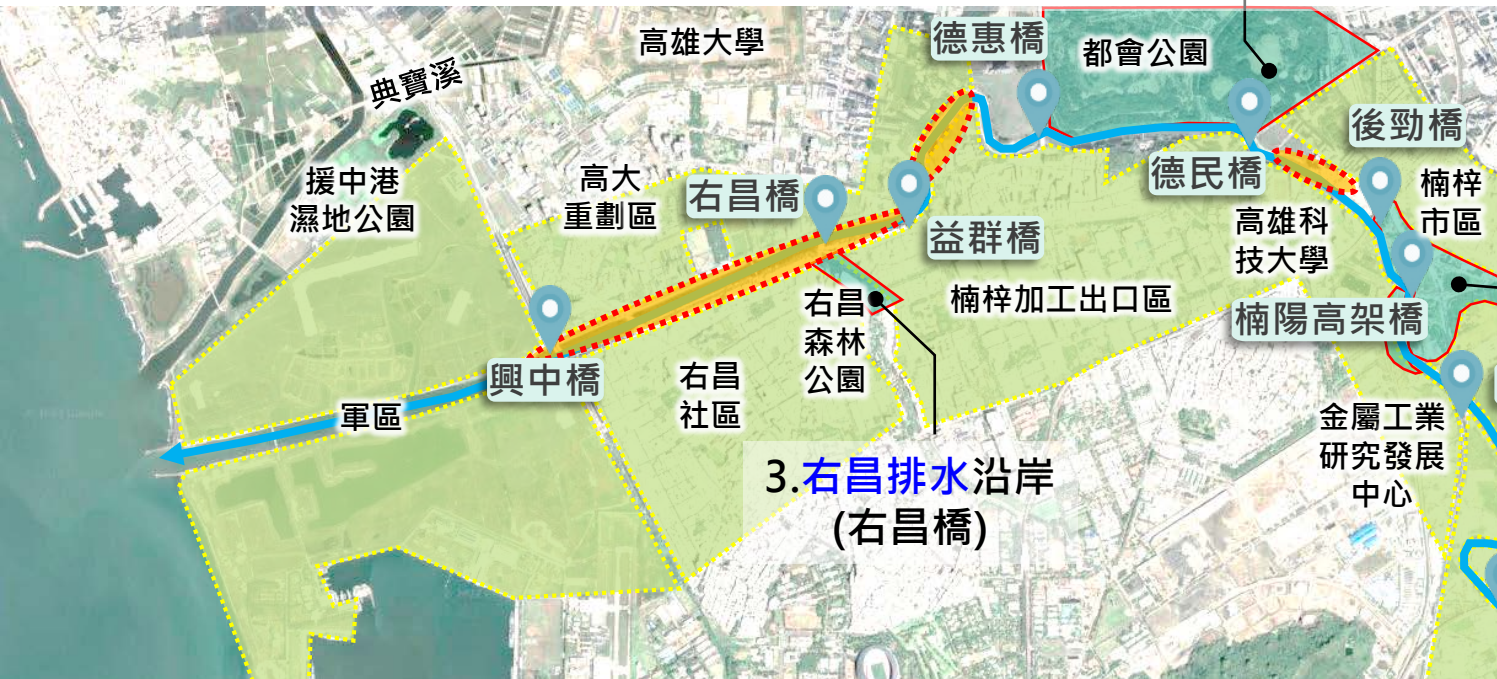 高雄大學
德惠橋
都會公園
典寶溪
後勁橋
援中港
濕地公園
高大
重劃區
右昌橋
德民橋
楠梓
市區
益群橋
高雄科
技大學
楠梓加工出口區
右昌
森林
公園
楠陽高架橋
興中橋
右昌
社區
軍區
金屬工業
研究發展
中心
3.右昌排水沿岸
(右昌橋)